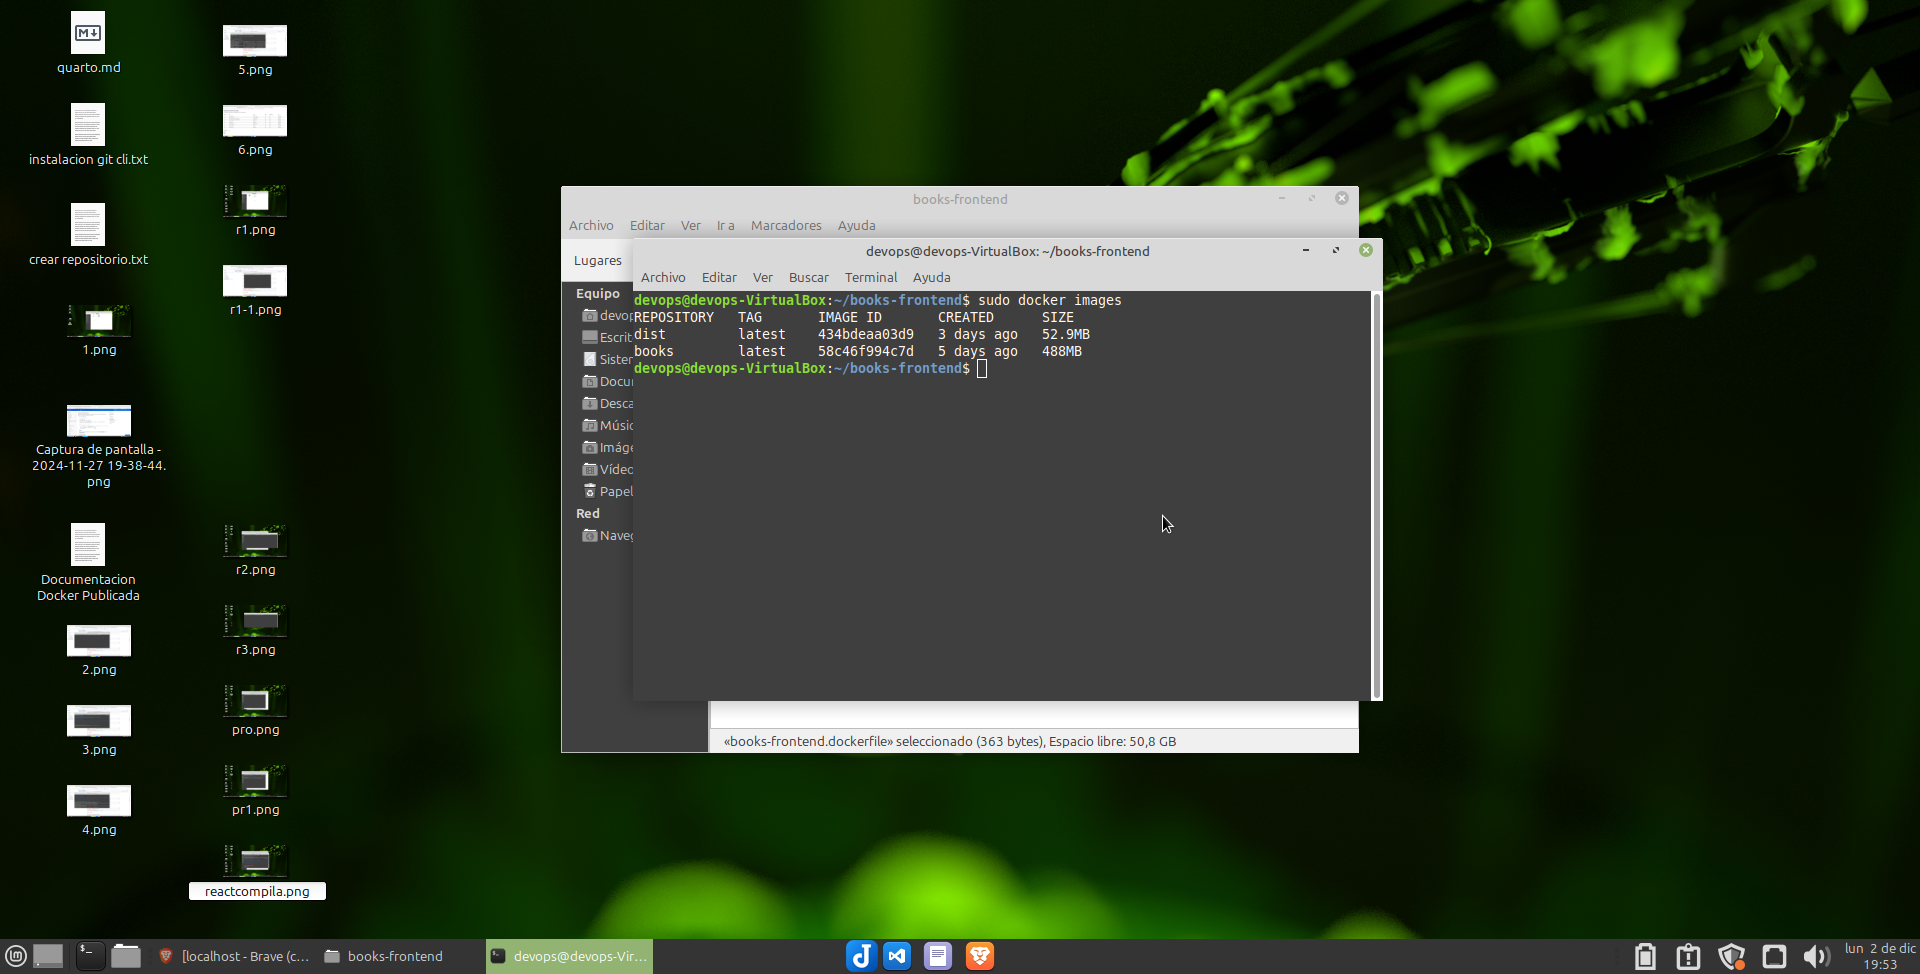 quarto.md
instalacion git cli.txt
crear repositorio.txt
1.png
Captura de pantalla -
2024-11-27 19-38-44.
png
Documentacion
Docker Publicada
2.png
3.png
4.png
5.png
6.png
r1.png
r1-1.png
r2.png
r3.png
pro.png
pr1.png
reactcompila.png
books-frontend
Archivo Editar Ver Ir a Marcadores Ayuda
Lugares
Equipo
devop
Escrit
Sister
Docur
Desca
Músic
Imáge
Vídeo
Papel
Red
Naveg
«books-frontend.dockerfile» seleccionado (363 bytes), Espacio libre: 50,8 GB
devops@devops-VirtualBox: ~/books-frontend
Archivo Editar Ver Buscar Terminal Ayuda
devops@devops-VirtualBox:~/books-frontend$ sudo docker images
REPOSITORY TAG IMAGE ID CREATED SIZE
dist latest 434bdeaa03d9 3 days ago 52.9MB
books latest 58c46f994c7d 5 days ago 488MB
devops@devops-VirtualBox:~/books-frontend$
[localhost - Brave (c...
books-frontend
devops@devops-Vir...
lun 2 de dic
19:53